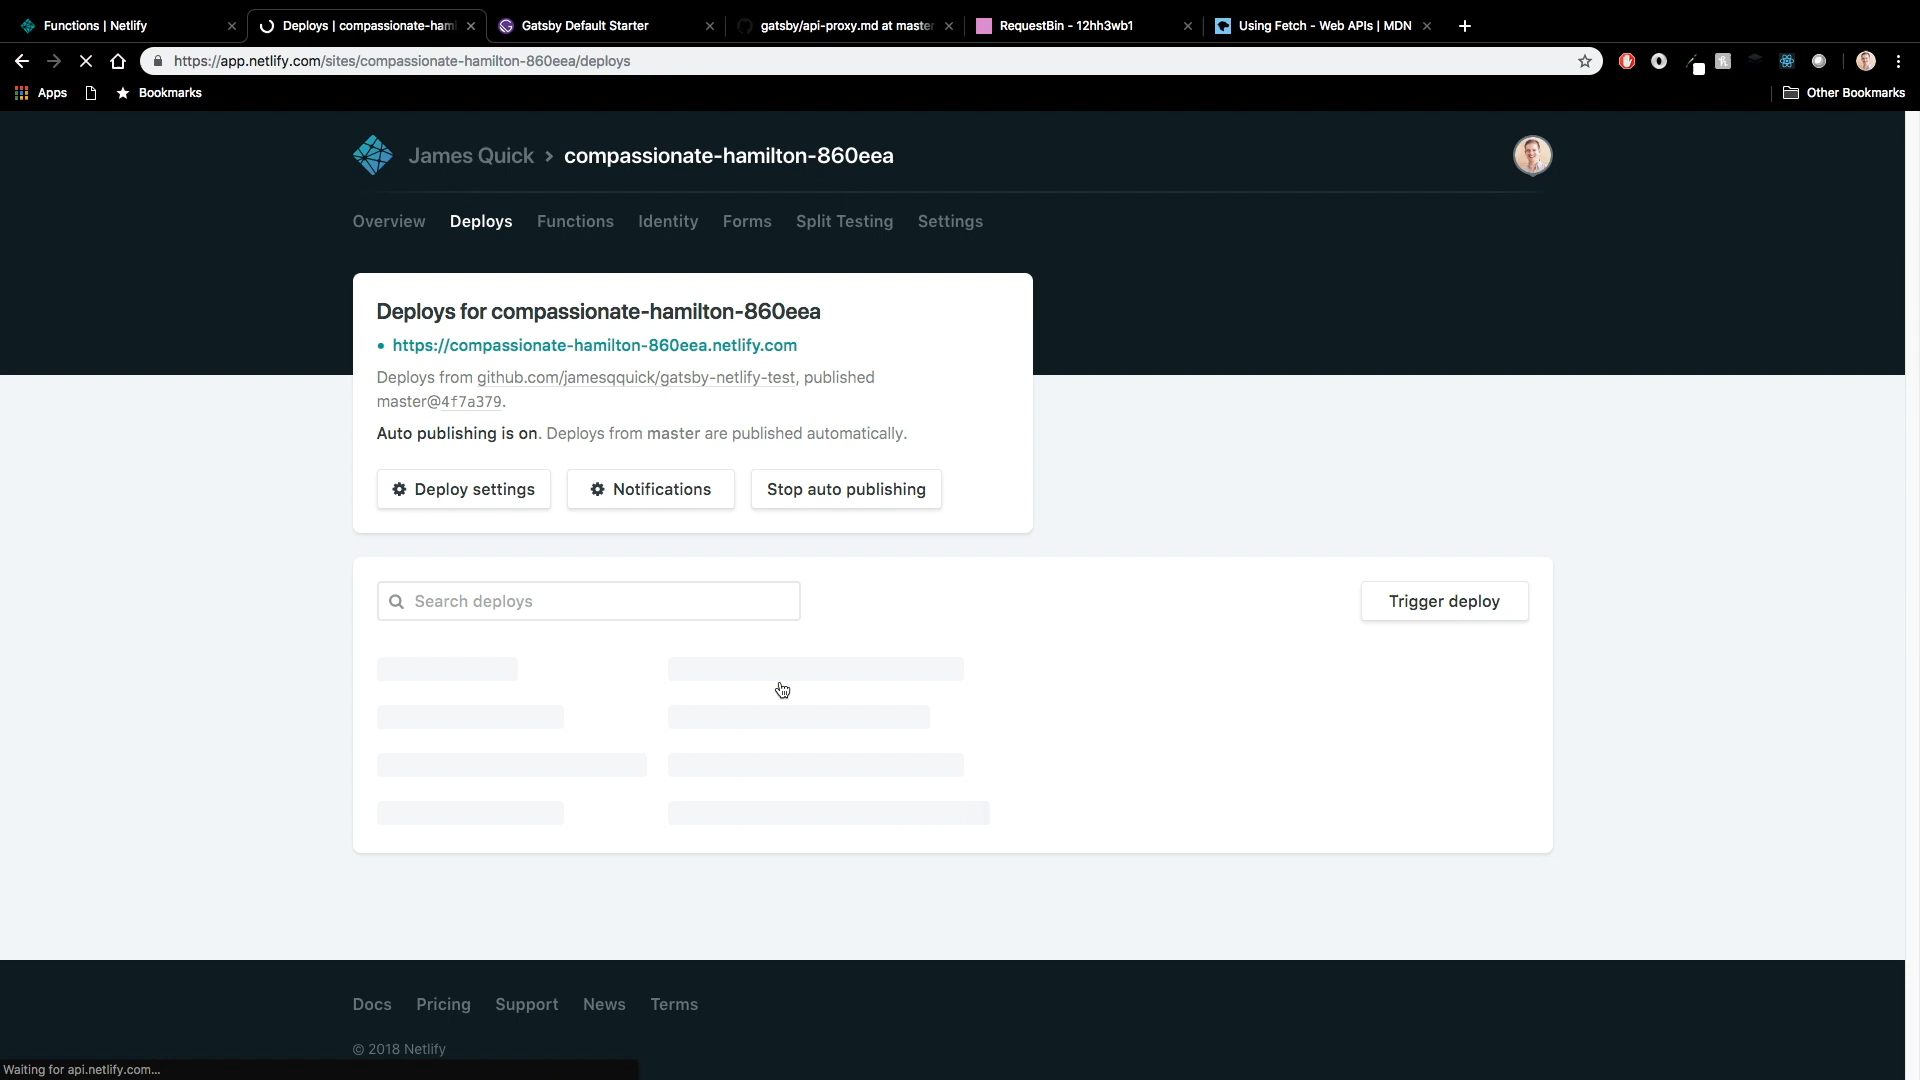 Functions | Netlify
Deploys | compassionate-ham
Gatsby Default Starter
gatsby/api-proxy.md at master
RequestBin - 12hh3wb1
Using Fetch - Web APIs | MDN
https://app.netlify.com/sites/compassionate-hamilton-860eea/deploys
Apps
Bookmarks
Other Bookmarks
James Quick > compassionate-hamilton-860eea
Overview Deploys Functions Identity Forms Split Testing Settings
Deploys for compassionate-hamilton-860eea
• https://compassionate-hamilton-860eea.netlify.com
Deploys from github.com/jamesqquick/gatsby-netlify-test, published
master@4f7a379.
Auto publishing is on. Deploys from master are published automatically.
Deploy settings
Notifications
Stop auto publishing
Search deploys
Trigger deploy
Docs Pricing Support News Terms
© 2018 Netlify
Waiting for api.netlify.com...